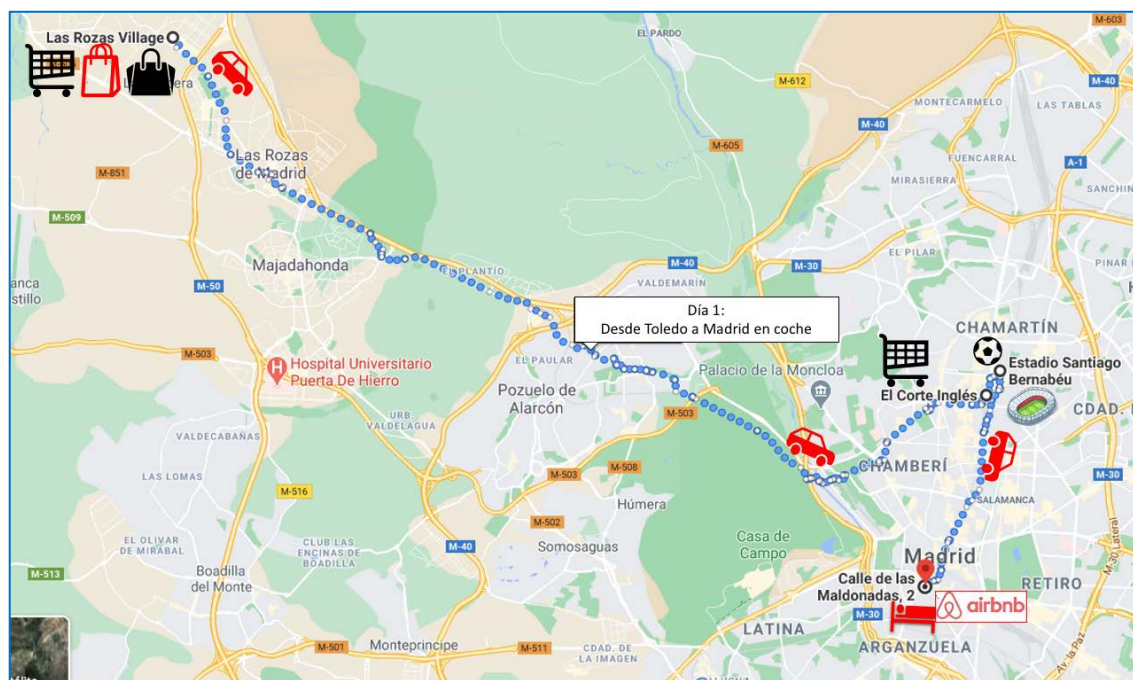 Las Rozas Village
EL PARDO
M-603
M-612
M-40
MONTECARMELO
LAS TABLAS
M-40
M-605
FUENCARRAL
A-1
Las Rozas
de Madrid
M-851
MIRASIERRA
SANCHIN
M-509
EL PILAR
Majadahonda
EL PLANTÍO
M-40
M-30
VALDEMARÍN
PINAR
M-50
Día 1:
Desde Toledo a Madrid en coche
CHAMARTÍN
M-503
EL PAULAR
Hospital Universitario
Puerta De Hierro
Palacio de la Moncloa
Estadio Santiago
Bernabéu
El Corte Inglés
Pozuelo de
Alarcón
M-503
CDAD.
URB.
VALDELAGUA
VALDECABAÑAS
CHAMBERÍ
LAS LOMAS
M-503
M-508
M-30
M-516
SALAMANCA
Húmera
M-502
EL OLIVAR
DE MIRABAL
CLUB LAS
ENCINAS DE
BOADILLA
M-40
Somosaguas
Casa de
Campo
Madrid
M-30 Lateral
M-513
Boadilla
del Monte
Calle de las
Maldonadas, 2
RETIRO
airbnb
M-30
LATINA
M-501
Montepríncipe
M-511
CDAD. DE
LA IMAGEN
ARGANZUELA
Av. la Paz